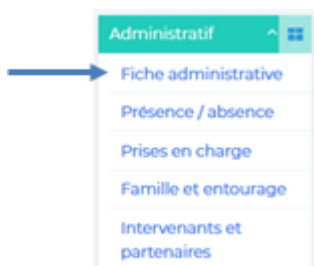 Administratif
Fiche administrative
Présence / absence
Prises en charge
Famille et entourage
Intervenants et
partenaires